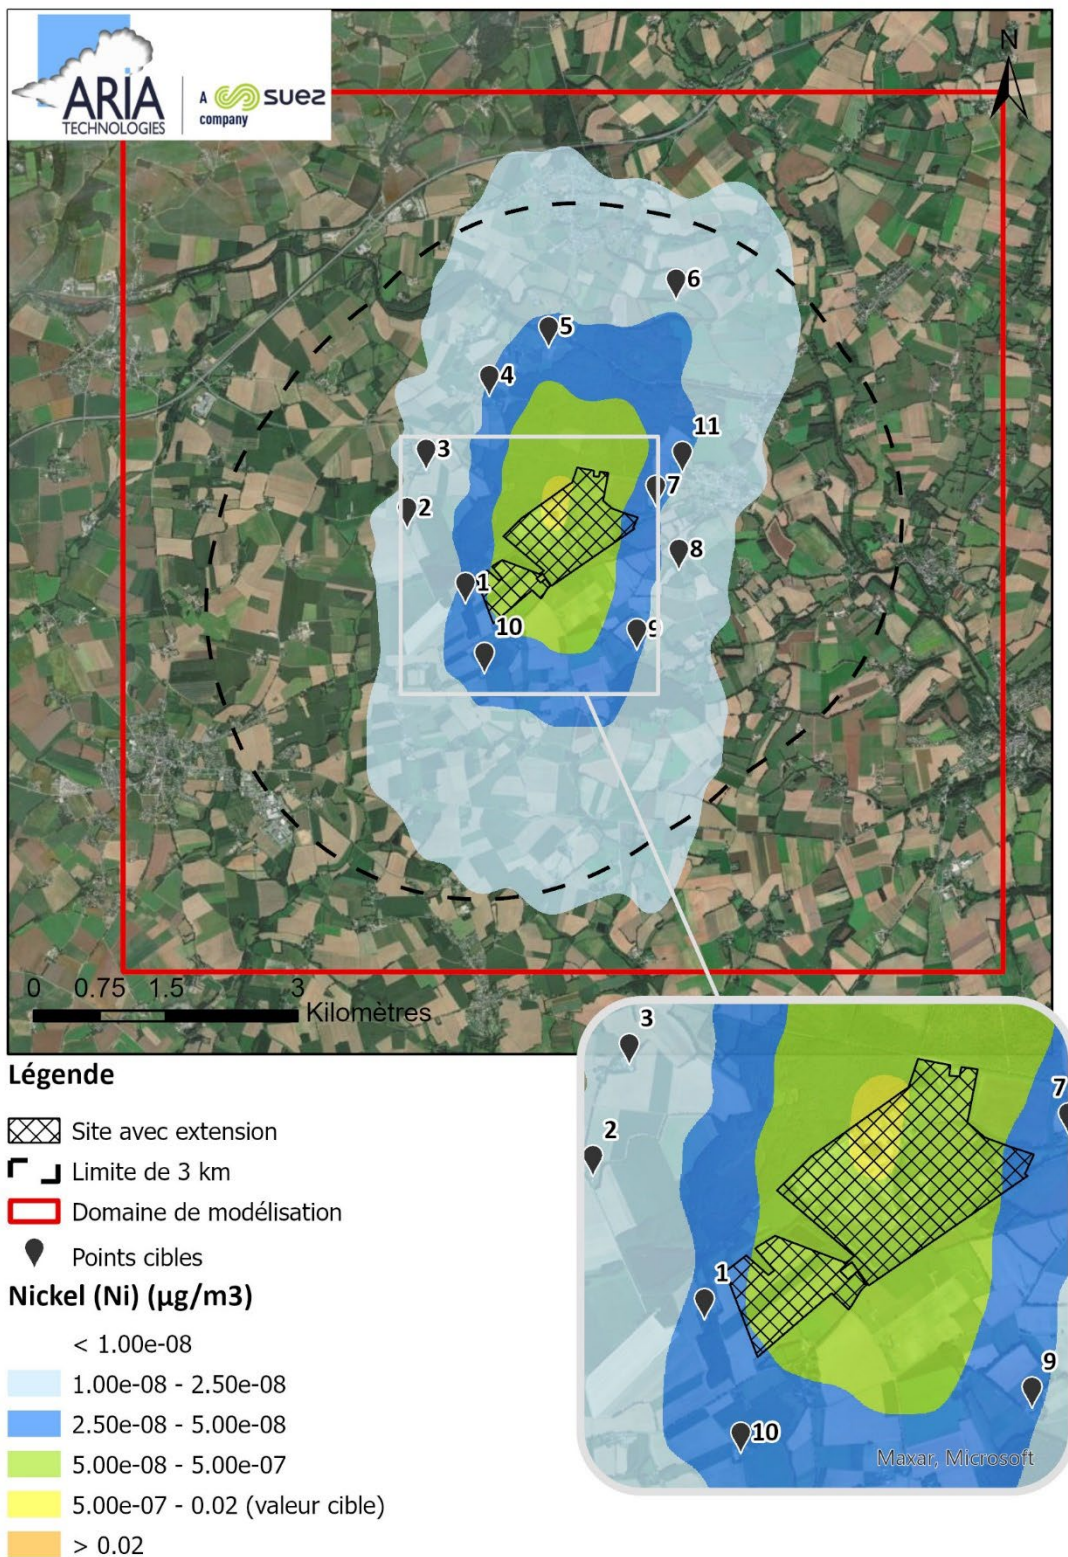 ARIA
TECHNOLOGIES
A suez
company
N
6
5
4
3
11
2
7
8
1
10
9
0 0.75 1.5 3
Kilomètres
Légende
Site avec extension
Limite de 3 km
Domaine de modélisation
Points cibles
Nickel (Ni) (µg/m3)
< 1.00e-08
1.00e-08 - 2.50e-08
2.50e-08 - 5.00e-08
5.00e-08 - 5.00e-07
5.00e-07 - 0.02 (valeur cible)
> 0.02
3
7
2
1
9
10
Maxar, Microsoft